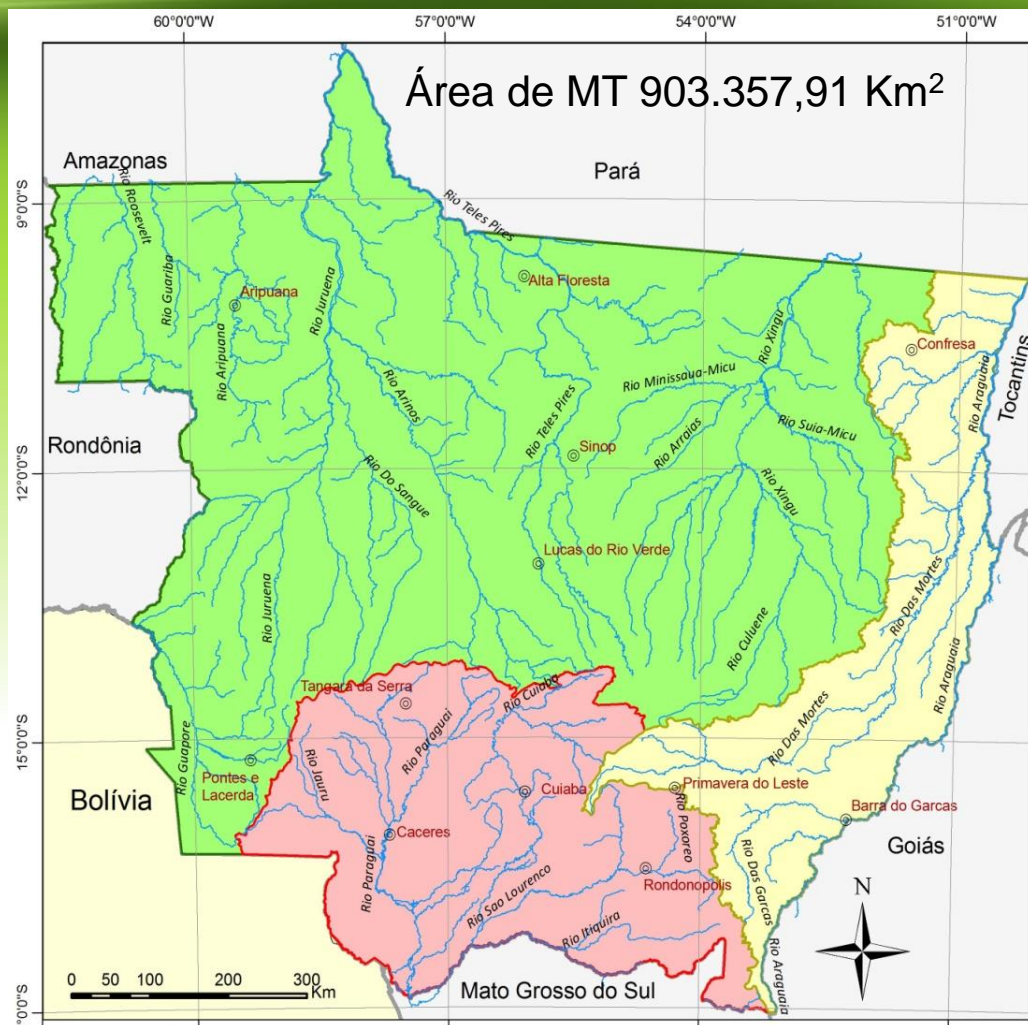 60°0'0"W 57°0'0"W 54°0'0"W 51°0'0"W
Área de MT 903.357,91 Km²
Amazonas
Pará
9°0'0"S
Rio Roosevelt
Rio Guariba
Rio Teles Pires
Alta Floresta
Aripuana
Rio Juruena
Rio Aripuana
Rio Xingu
Confresa
Rio Araguaia
Tocantins
Rio Arinos
Rio Minissaua-Micu
Rio Teles Pires
Rondônia
Sinop
Rio Arraias
Rio Suia-Micu
12°0'0"S
Rio Do Sangue
Rio Xingu
Lucas do Rio Verde
Rio Juruena
Rio Das Mortes
Rio Culuene
Rio Araguaia
Tangara da Serra
Rio Cuiaba
Rio Paraguai
15°0'0"S
Rio Guapore
Rio Das Mortes
Pontes e
Lacerda
Rio Jauru
Bolívia
Cuiaba
Primavera do Leste
Rio Poxoreo
Barra do Garcas
Caceres
Goiás
Rio Paraguai
Rio Das Garcas
Rondonopolis
Rio Sao Lourenco
N
Rio Itiquira
Rio Araguaia
0 50 100 200 300
Km
Mato Grosso do Sul
°0'0"S